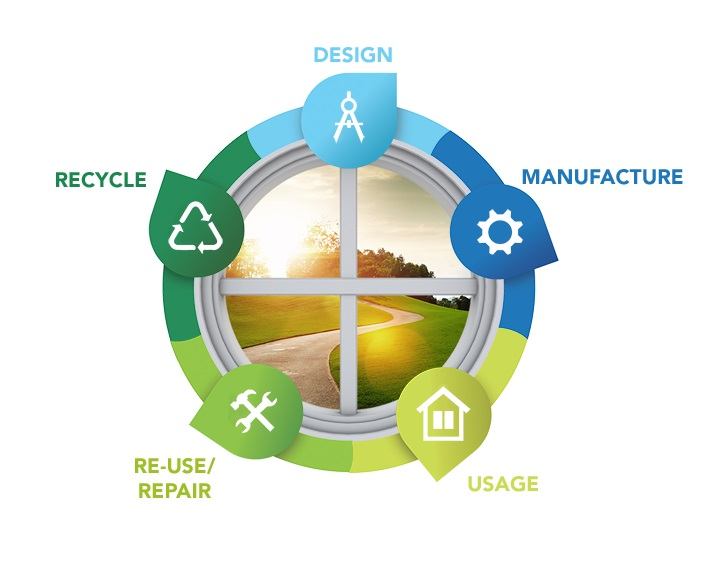 DESIGN
MANUFACTURE
USAGE
RE-USE/
REPAIR
RECYCLE